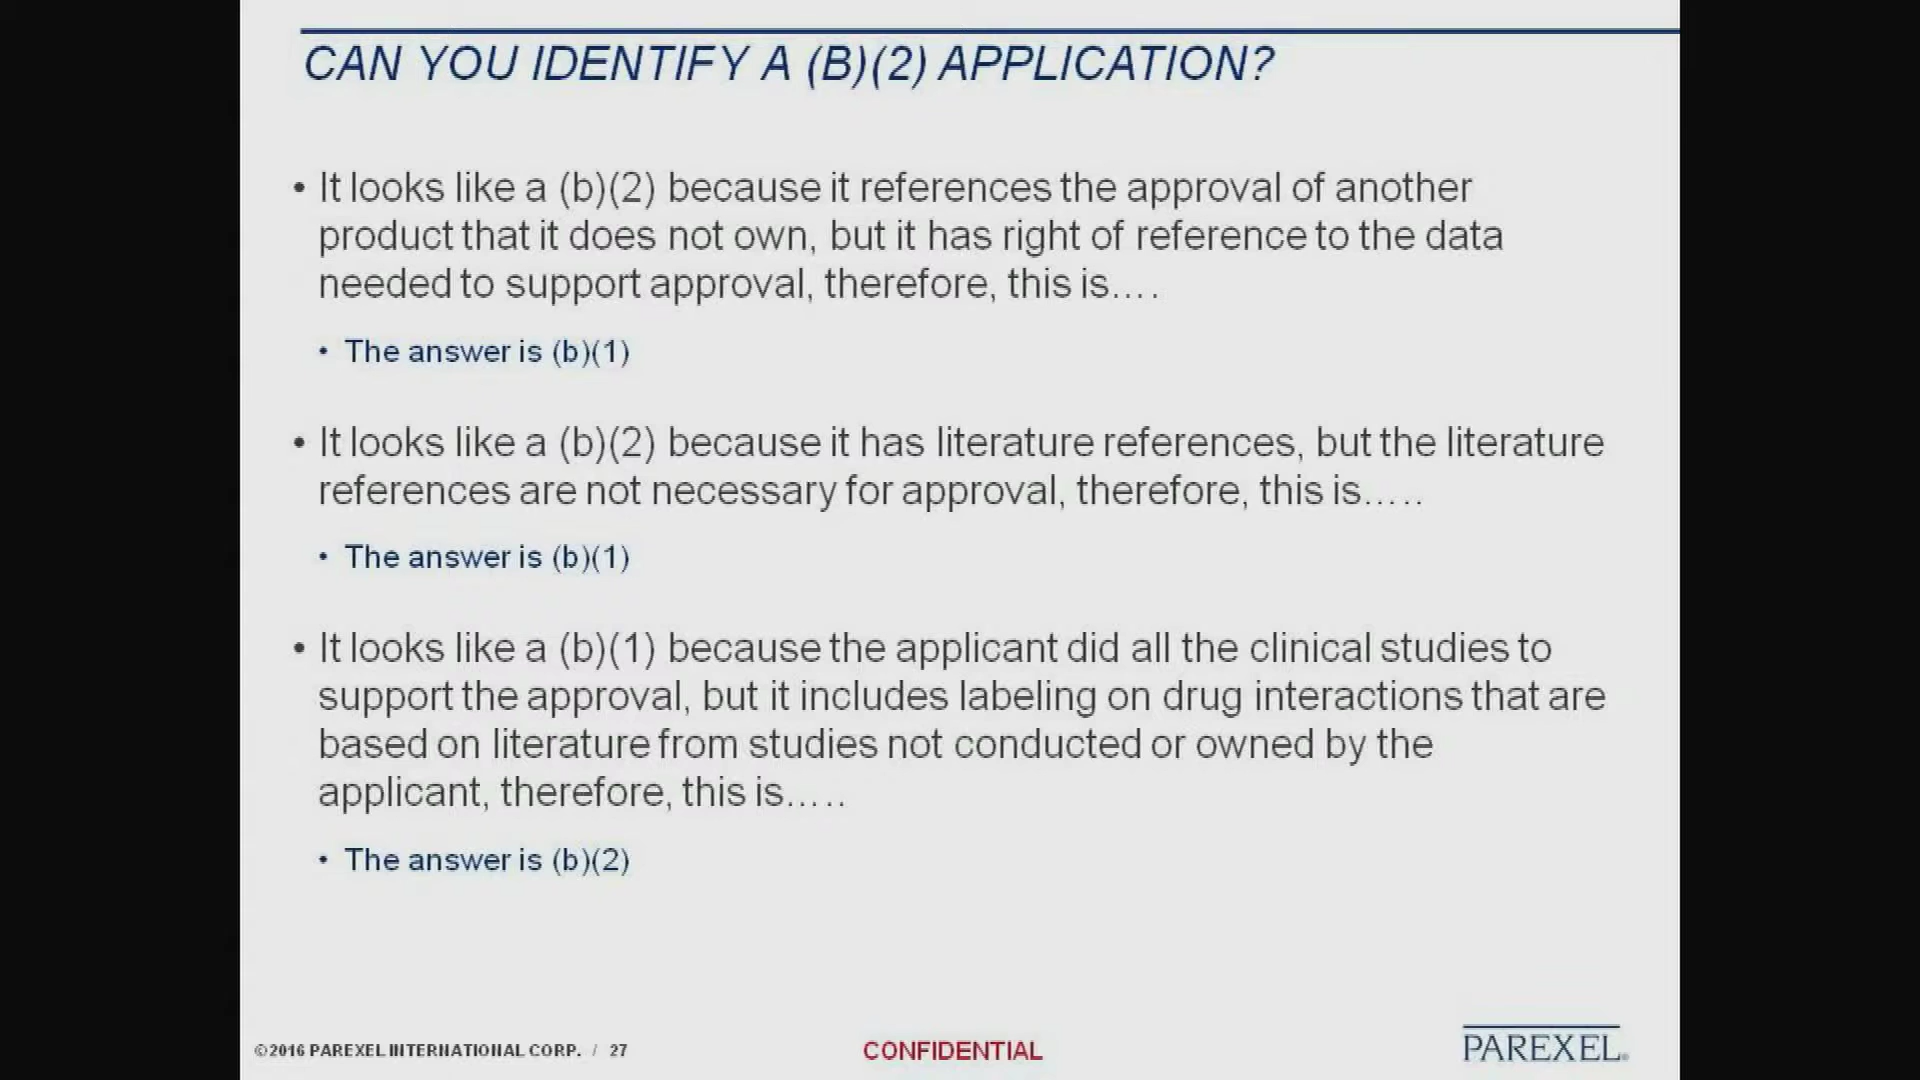 CAN YOU IDENTIFY A (B)(2) APPLICATION?
• It looks like a (b)(2) because it references the approval of another
product that it does not own, but it has right of reference to the data
needed to support approval, therefore, this is….
• The answer is (b)(1)
• It looks like a (b)(2) because it has literature references, but the literature
references are not necessary for approval, therefore, this is…..
• The answer is (b)(1)
• It looks like a (b)(1) because the applicant did all the clinical studies to
support the approval, but it includes labeling on drug interactions that are
based on literature from studies not conducted or owned by the
applicant, therefore, this is…..
• The answer is (b)(2)
©2016 PAREXEL INTERNATIONAL CORP. / 27
CONFIDENTIAL
PAREXEL®